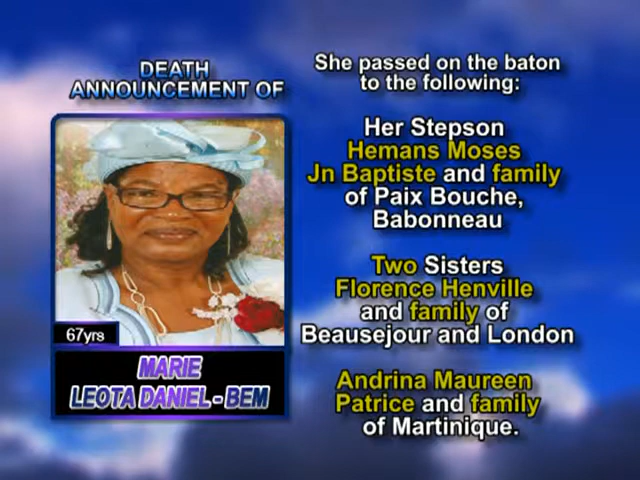 DEATH
ANNOUNCEMENT OF
67yrs
MARIE
LEOTA DANIEL - BEM
She passed on the baton
to the following:
Her Stepson
Hemans Moses
Jn Baptiste and family
of Paix Bouche,
Babonneau
Two Sisters
Florence Henville
and family of
Beausejour and London
Andrina Maureen
Patrice and family
of Martinique.